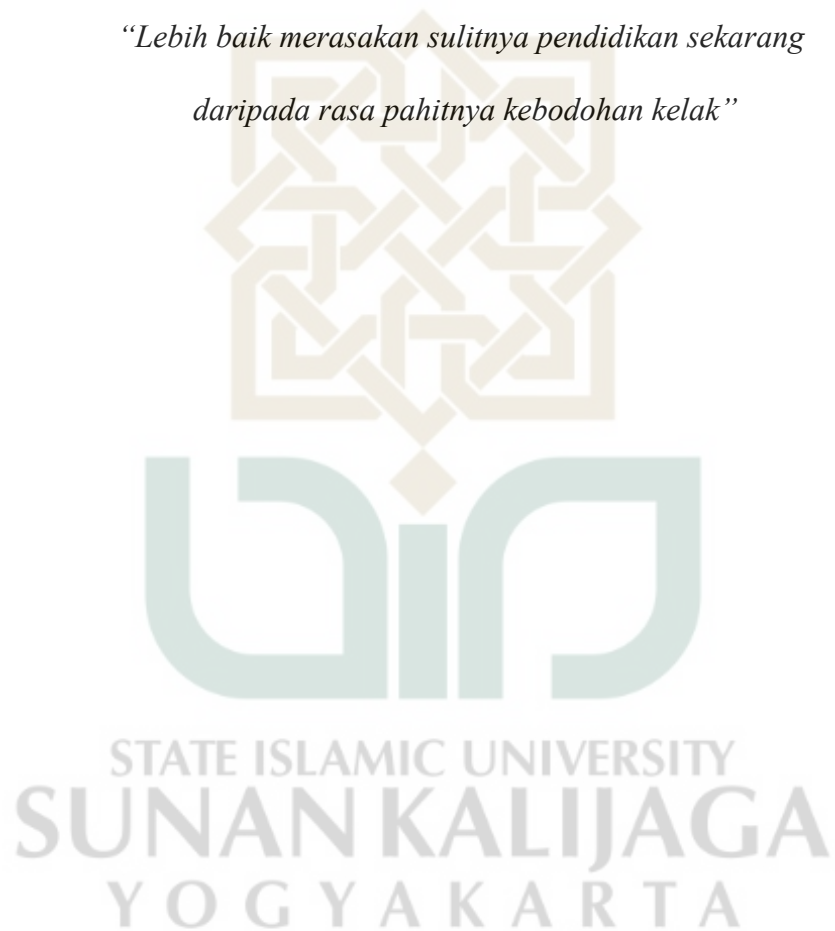 “Lebih baik merasakan sulitnya pendidikan sekarang
daripada rasa pahitnya kebodohan kelak”
STATE ISLAMIC UNIVERSITY
SUNAN KALIJAGA
YOGYAKARTA